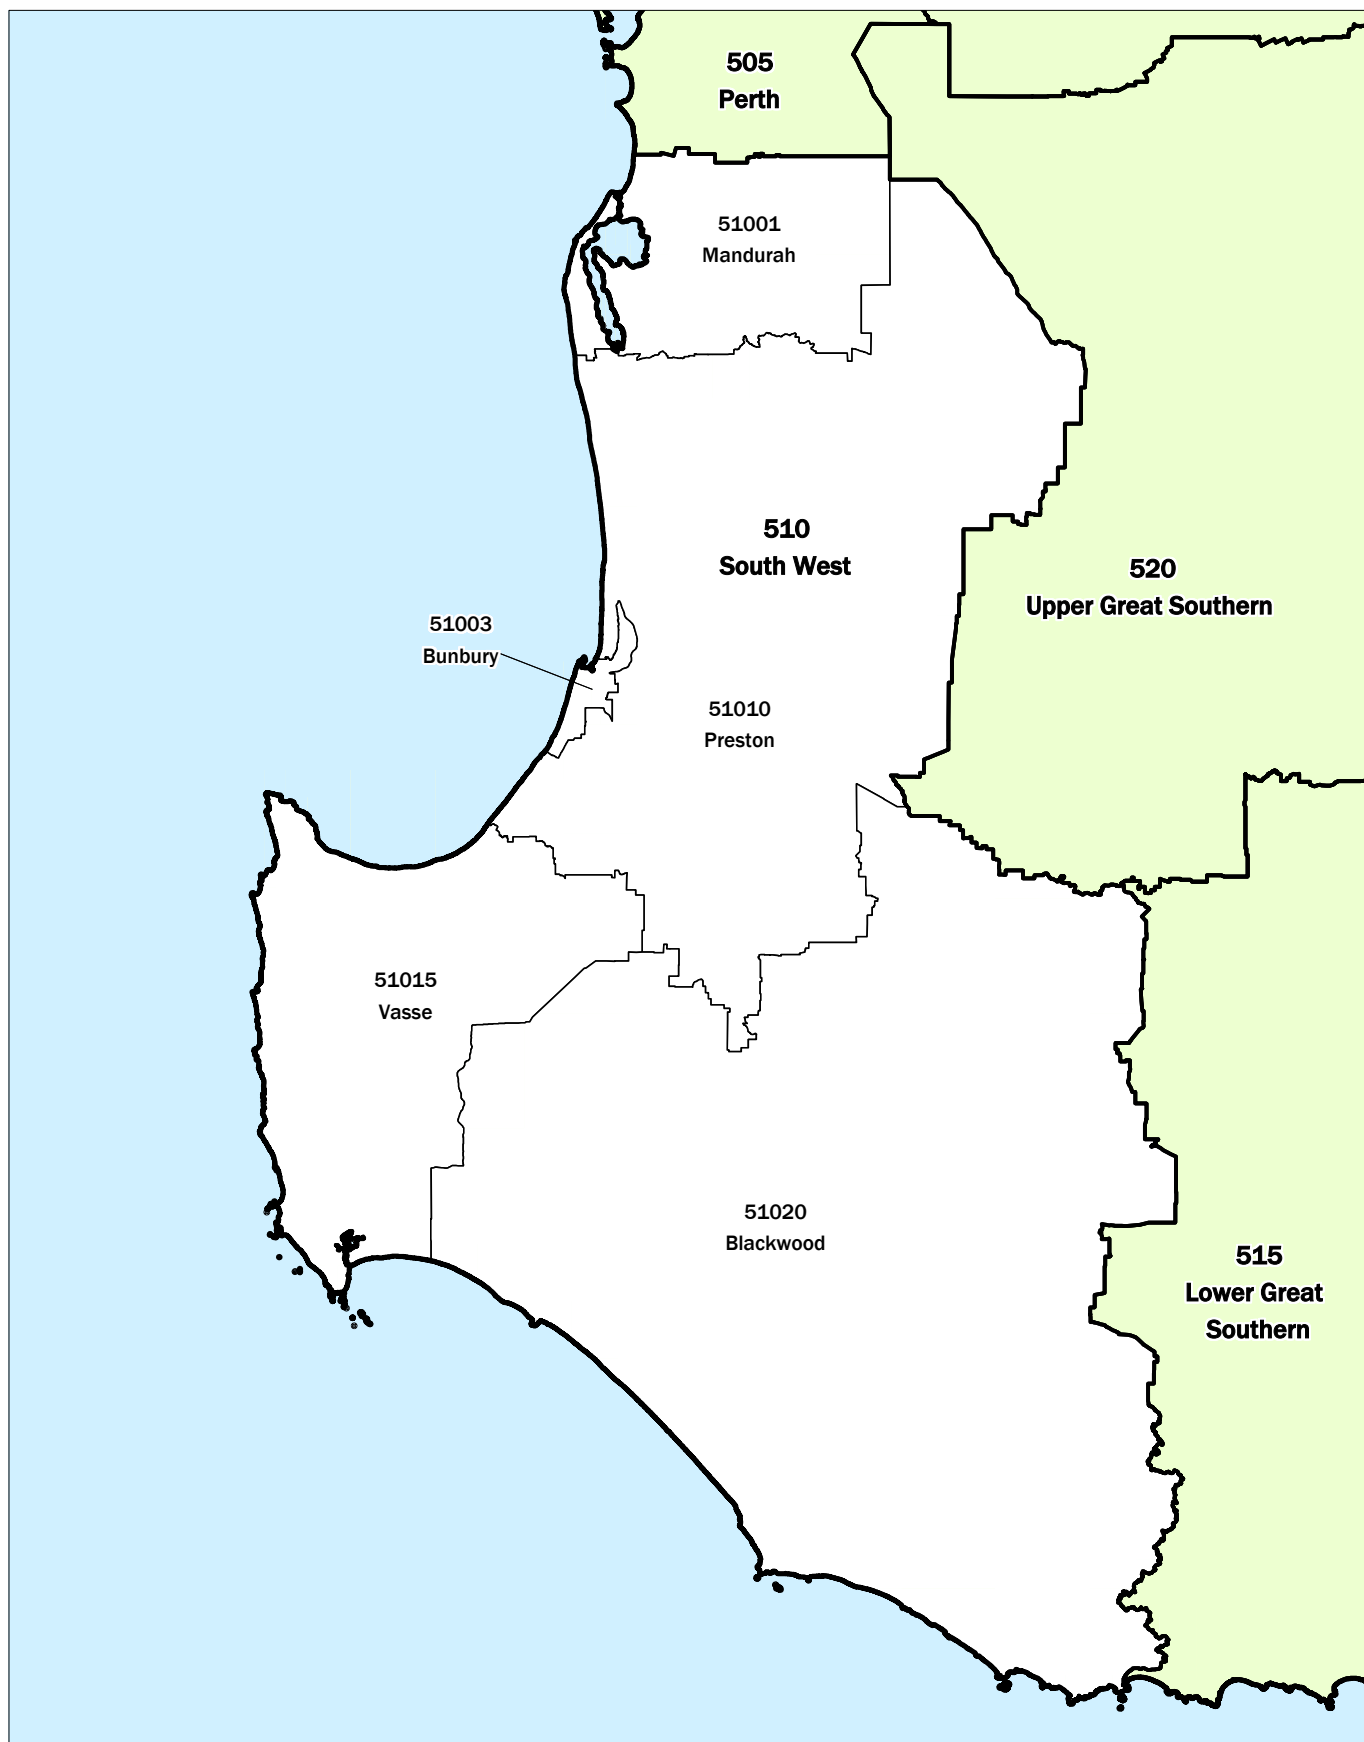 505
Perth
51001
Mandurah
510
South West
520
Upper Great Southern
51003
Bunbury
51010
Preston
51015
Vasse
51020
Blackwood
515
Lower Great
Southern